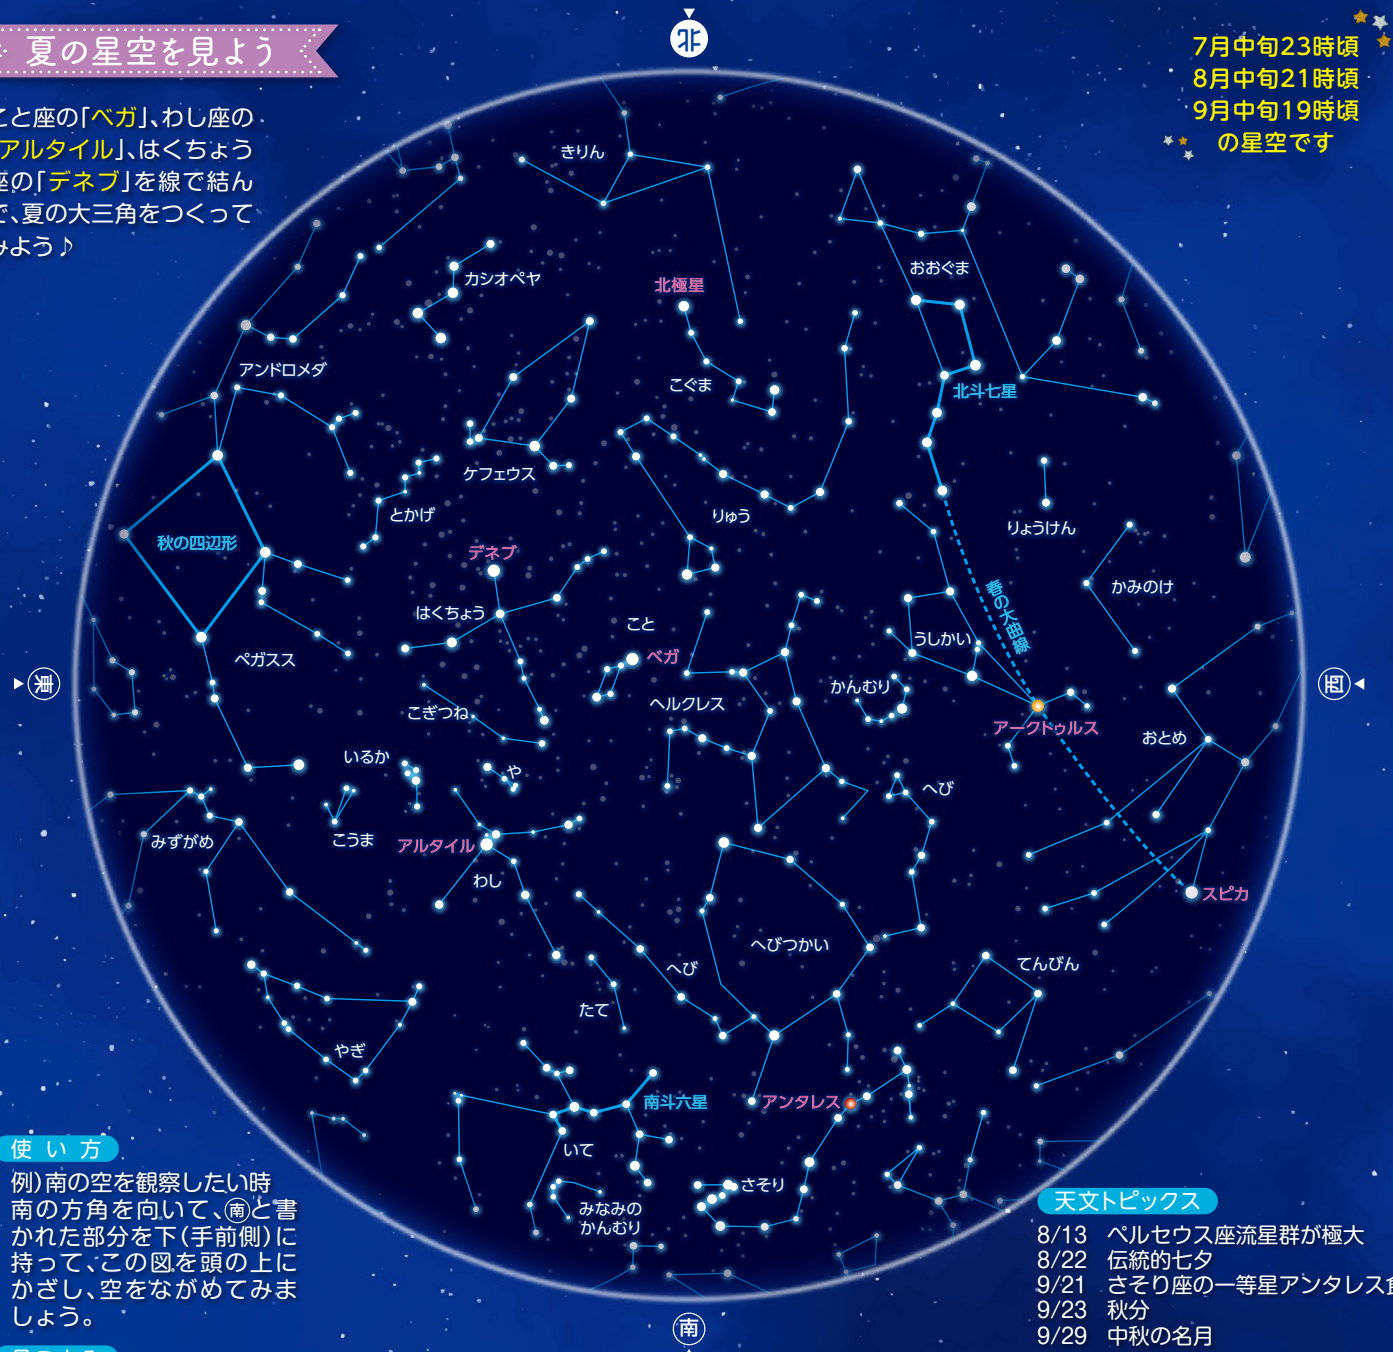 北
夏の星空を見よう
こと座の「ベガ」、わし座の
「アルタイル」、はくちょう
座の「デネブ」を線で結ん
で、夏の大三角をつくって
みよう♪
7月中旬23時頃
8月中旬21時頃
9月中旬19時頃
の星空です
きりん
カシオペヤ
北極星
おおぐま
アンドロメダ
こぐま
北斗七星
ケフェウス
とかげ
りゅう
りょうけん
秋の四辺形
デネブ
かみのけ
春の大曲線
はくちょう
こと
うしかい
ペガスス
ベガ
東
西
かんむり
ヘルクレス
こぎつね
アークトゥルス
おとめ
いるか
や
へび
みずがめ
こうま
アルタイル
わし
スピカ
へびつかい
へび
てんびん
たて
やぎ
南斗六星
アンタレス
いて
さそり
みなみの
かんむり
南
使い方
例)南の空を観察したい時
南の方角を向いて、南と書
かれた部分を下(手前側)に
持って、この図を頭の上に
かざし、空をながめてみま
しょう。
天文トピックス
8/13 ペルセウス座流星群が極大
8/22 伝統的七夕
9/21 さそり座の一等星アンタレス食
9/23 秋分
9/29 中秋の名月